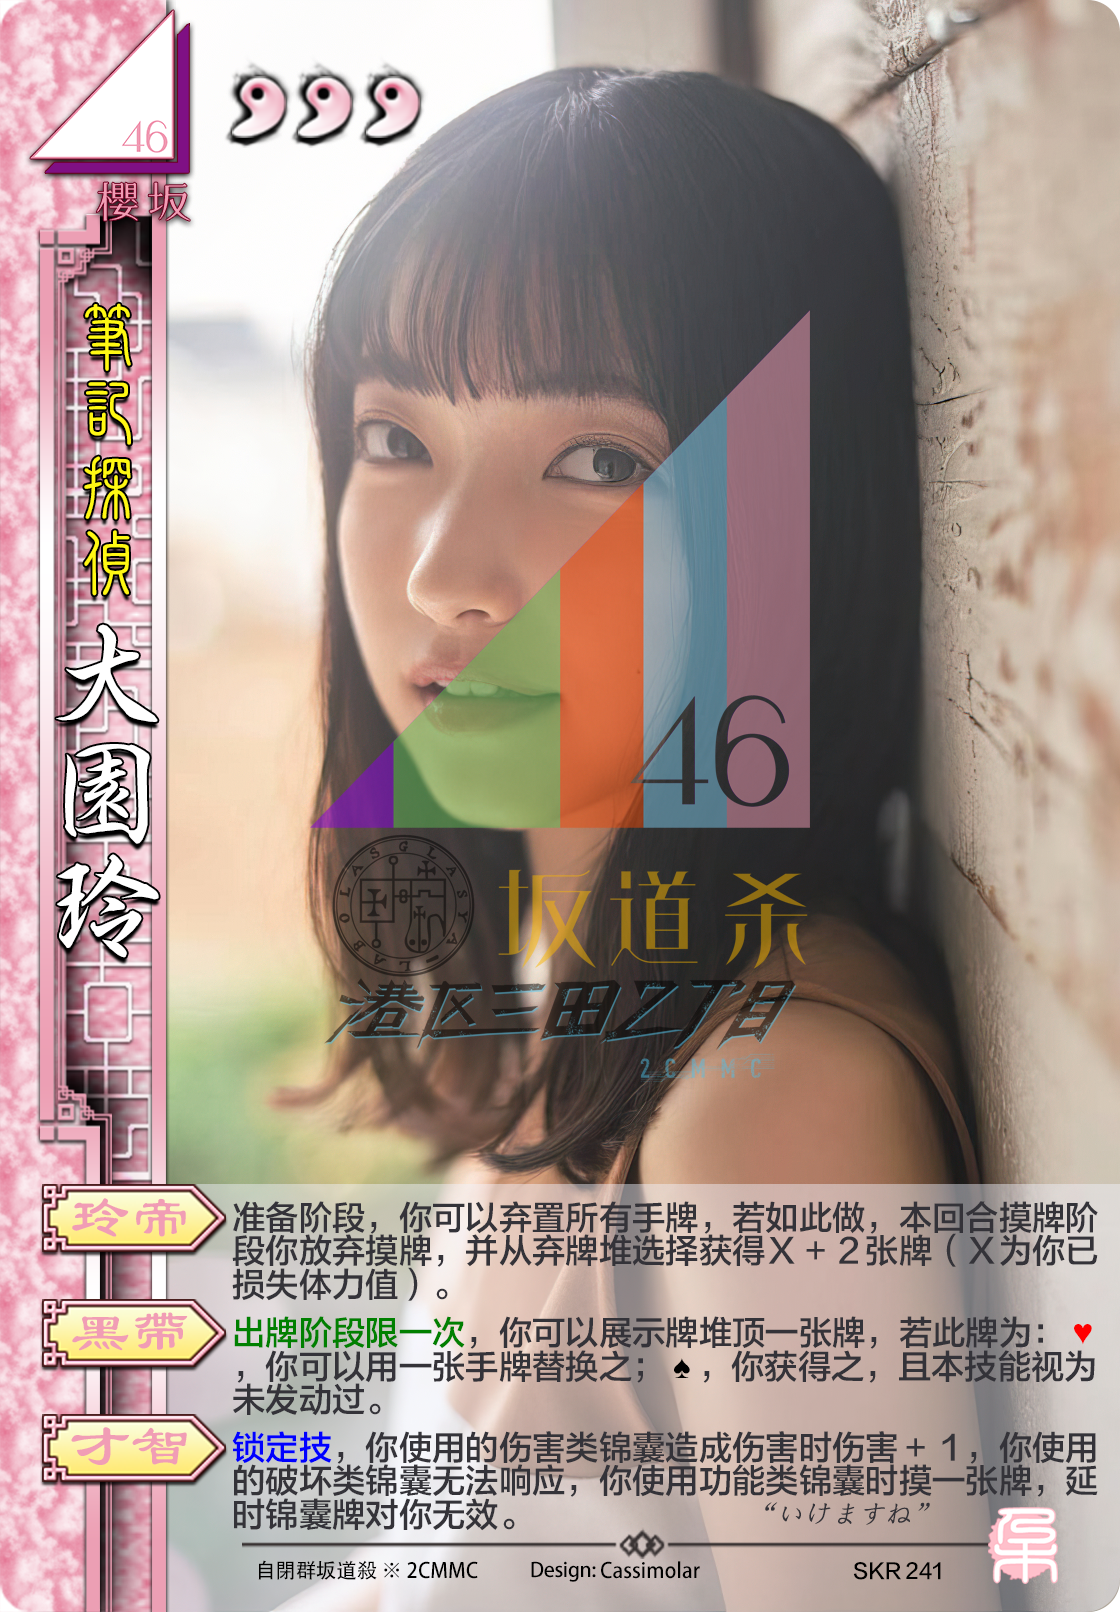 46
櫻坂
筆記探偵
大園玲
46
GLASYALABOLAS
坂道杀
港区三田2丁目
2CMMC
玲帝
准备阶段，你可以弃置所有手牌，若如此做，本回合摸牌阶
段你放弃摸牌，并从弃牌堆选择获得X＋2张牌（X为你已
损失体力值）。
黑帶
出牌阶段限一次，你可以展示牌堆顶一张牌，若此牌为：♥
，你可以用一张手牌替换之；♠，你获得之，且本技能视为
未发动过。
才智
锁定技，你使用的伤害类锦囊造成伤害时伤害＋1，你使用
的破坏类锦囊无法响应，你使用功能类锦囊时摸一张牌，延
时锦囊牌对你无效。
“いけますね”
自閉群坂道殺 ※ 2CMMC
Design: Cassimolar
SKR 241